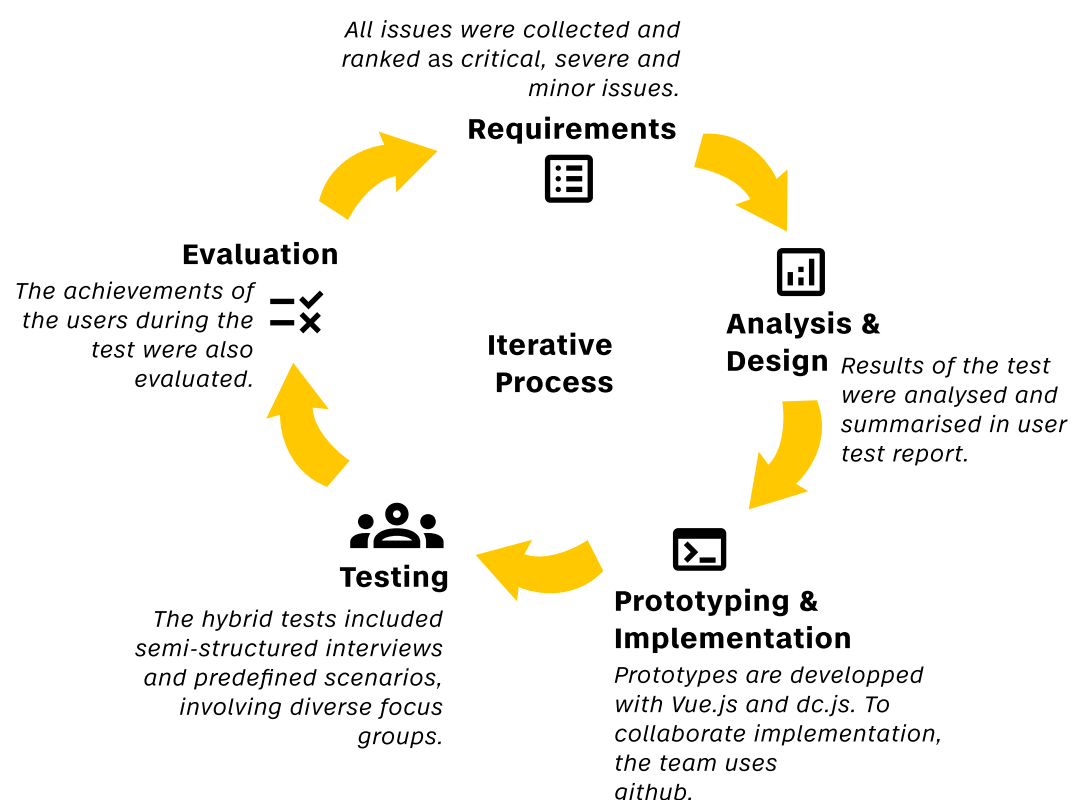 All issues were collected and
ranked as critical, severe and
minor issues.
Requirements
Analysis &
Design
Results of the test
were analysed and
summarised in user
test report.
Prototyping &
Implementation
Prototypes are developped
with Vue.js and dc.js. To
collaborate implementation,
the team uses
github.
Testing
The hybrid tests included
semi-structured interviews
and predefined scenarios,
involving diverse focus
groups.
Evaluation
The achievements of
the users during the
test were also
evaluated.
Iterative
Process